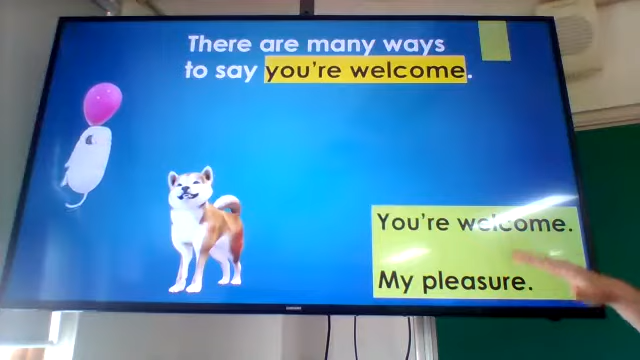 There are many ways
to say you're welcome.
You're welcome.
My pleasure.